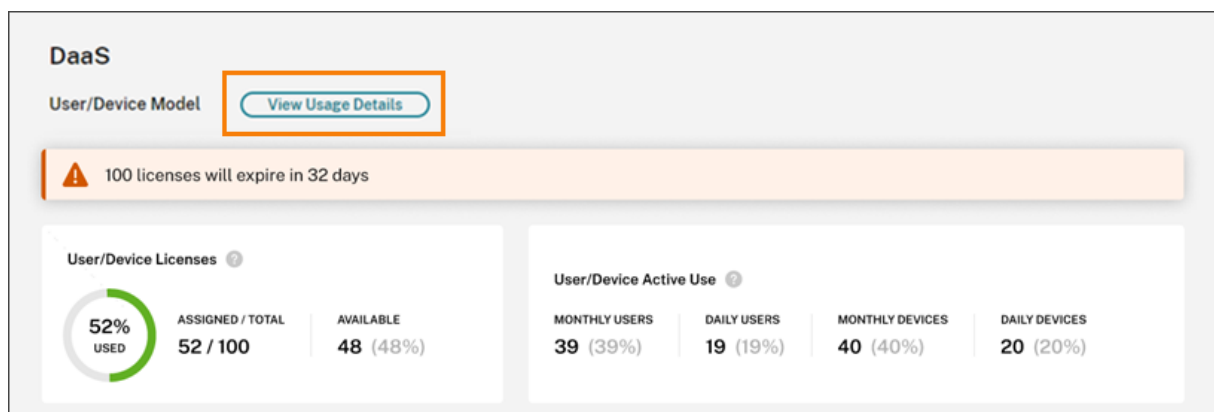 DaaS
User/Device Model
View Usage Details
100 licenses will expire in 32 days
User/Device Licenses ?
52%
USED
ASSIGNED / TOTAL
52 / 100
AVAILABLE
48 (48%)
User/Device Active Use ?
MONTHLY USERS
39 (39%)
DAILY USERS
19 (19%)
MONTHLY DEVICES
40 (40%)
DAILY DEVICES
20 (20%)